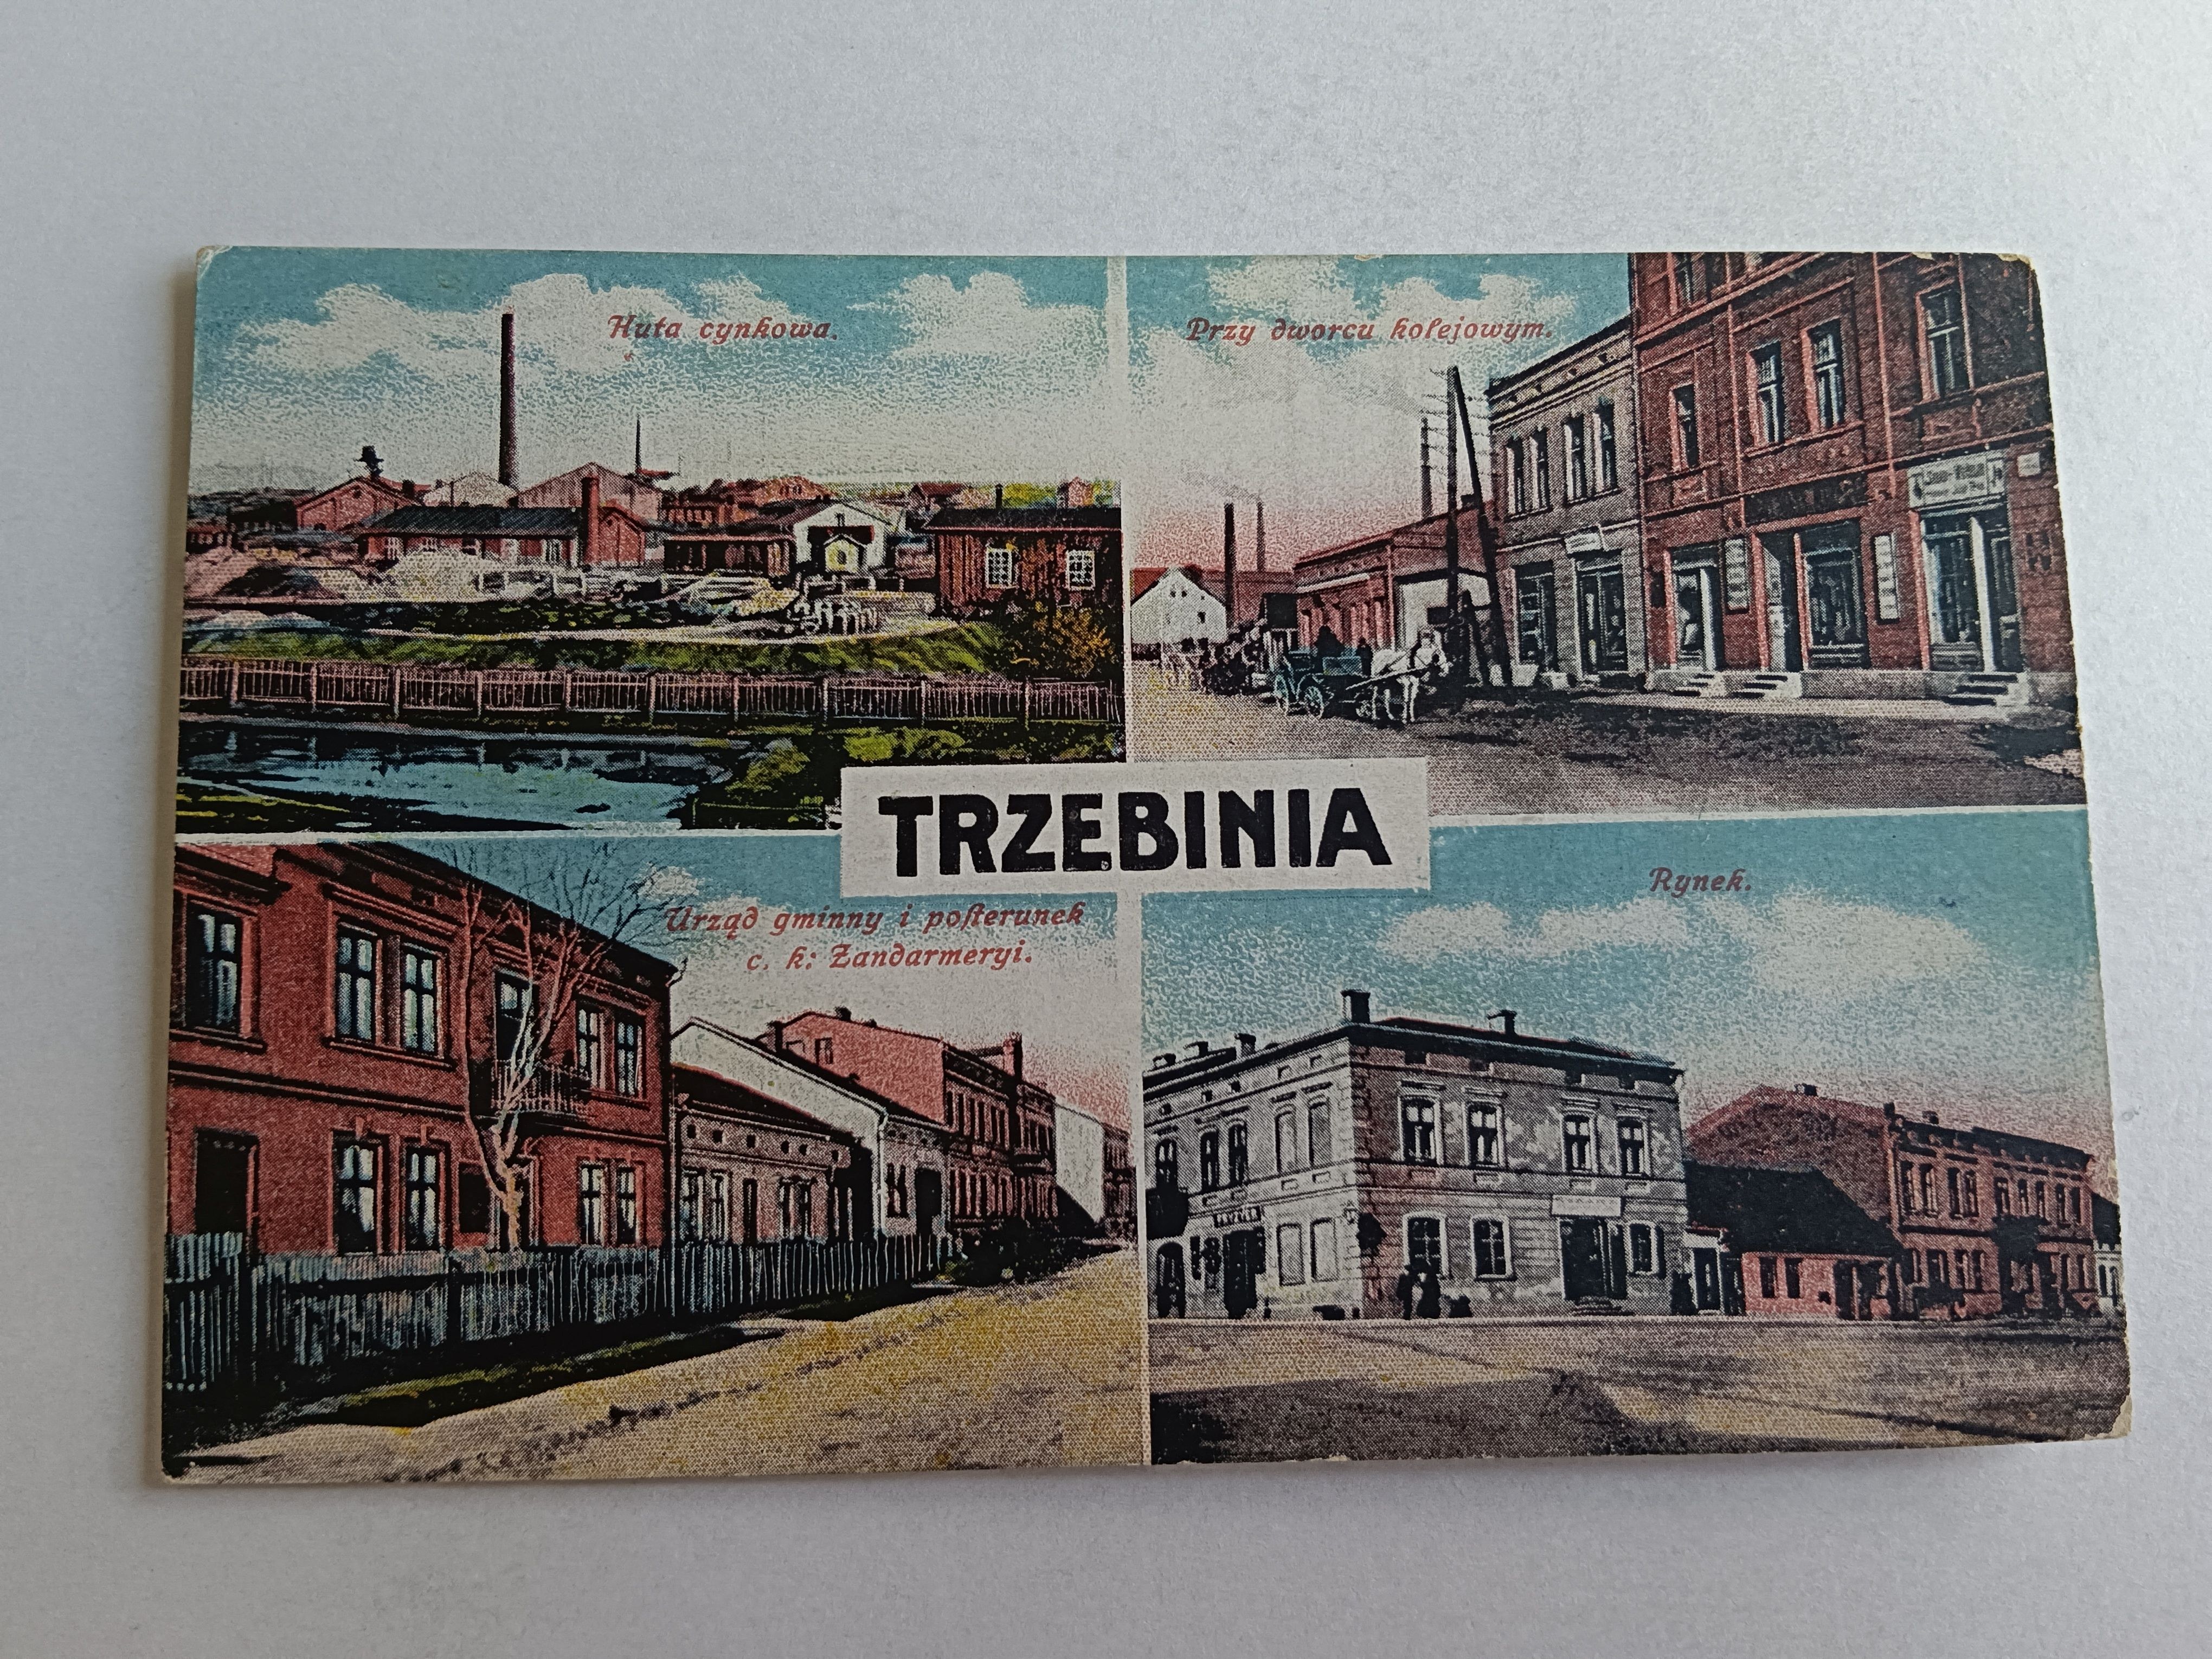 Huta cynkowa.
Przy dworcu kolejowym.
TRZEBINIA
Urząd gminny i posterunek
c. k: Żandarmeryi.
Rynek.